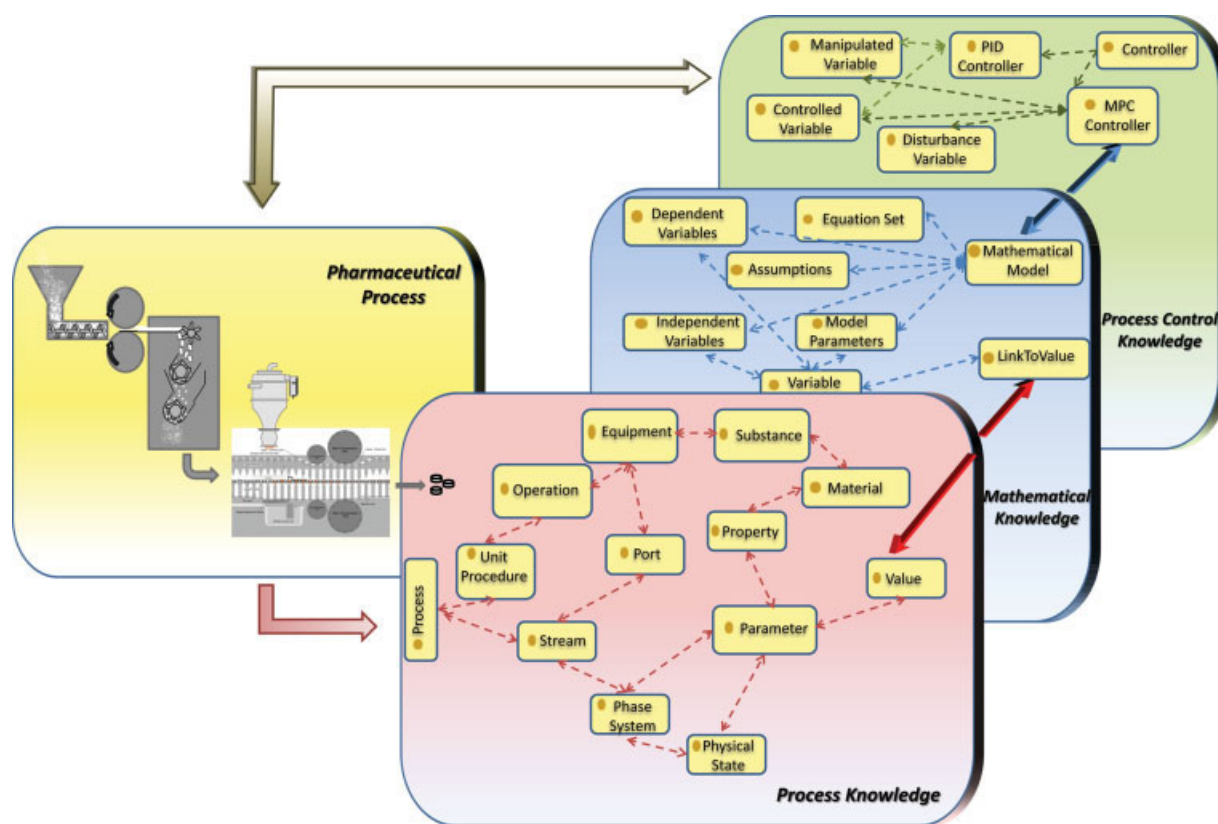 Manipulated
Variable
PID
Controller
Controller
Controlled
Variable
MPC
Controller
Disturbance
Variable
Process Control
Knowledge
Dependent
Variables
Equation Set
Mathematical
Model
Assumptions
Independent
Variables
Model
Parameters
LinkToValue
Variable
Mathematical
Knowledge
Pharmaceutical
Process
Equipment
Substance
Operation
Material
Property
Unit
Procedure
Port
Value
Process
Stream
Parameter
Phase
System
Physical
State
Process Knowledge